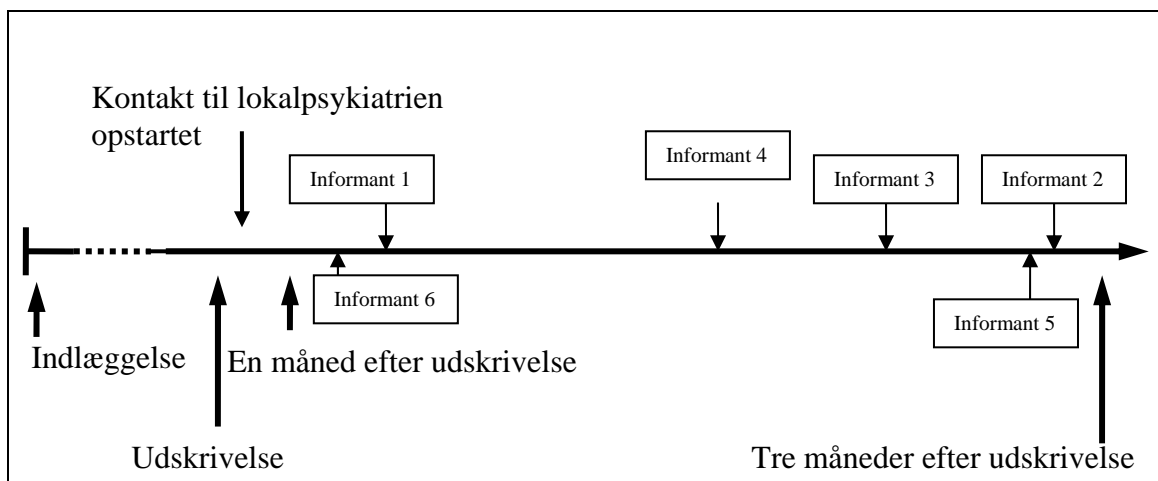 Kontakt til lokalpsykiatrien
opstartet
Informant 1
Informant 4
Informant 3
Informant 2
Informant 6
Informant 5
Indlæggelse
En måned efter udskrivelse
Udskrivelse
Tre måneder efter udskrivelse